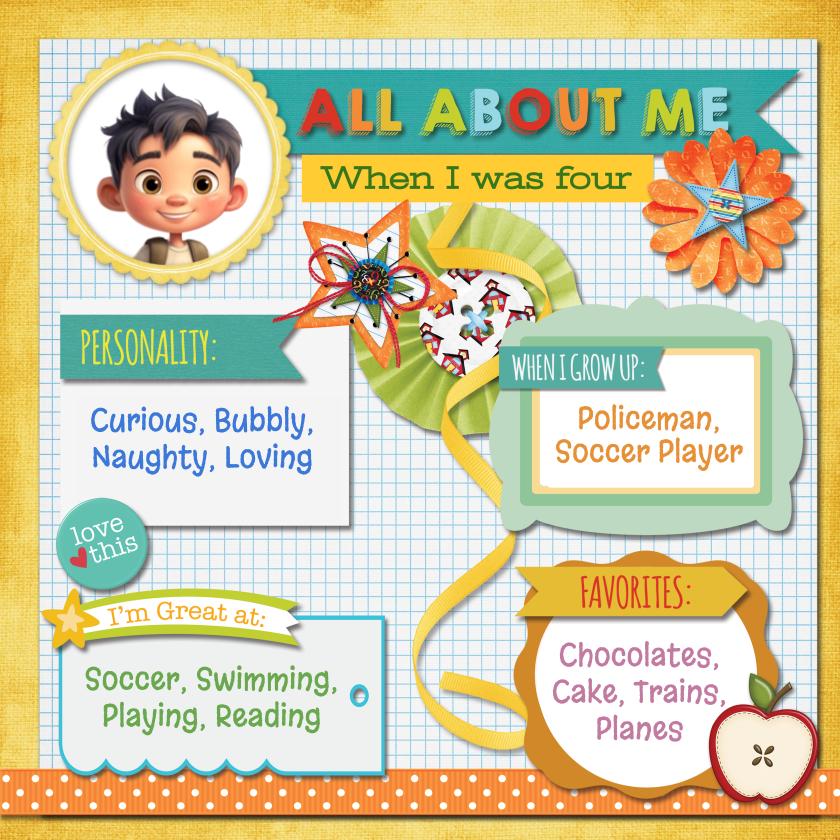 ALL ABOUT ME
When I was four
PERSONALITY:
Curious, Bubbly,
Naughty, Loving
WHEN I GROW UP:
Policeman,
Soccer Player
love
this
I'm Great at:
Soccer, Swimming,
Playing, Reading
FAVORITES:
Chocolates,
Cake, Trains,
Planes